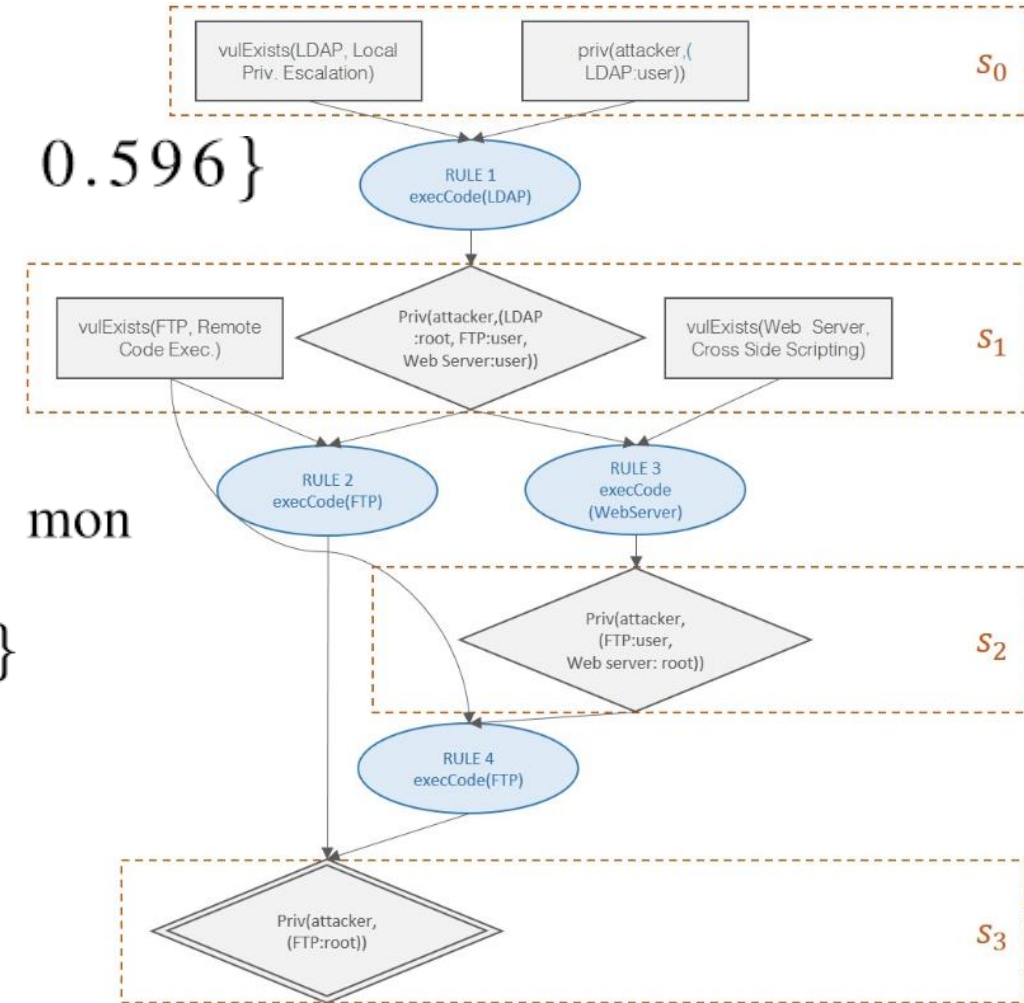 vulExists(LDAP, Local
Priv. Escalation)
priv(attacker,(
LDAP:user))
s₀
0.596}
RULE 1
execCode(LDAP)
vulExists(FTP, Remote
Code Exec.)
Priv(attacker,(LDAP
:root, FTP:user,
Web Server:user))
vulExists(Web Server,
Cross Side Scripting)
s₁
RULE 2
execCode(FTP)
RULE 3
execCode
(WebServer)
mon
}
Priv(attacker,
(FTP:user,
Web server: root))
s₂
RULE 4
execCode(FTP)
Priv(attacker,
(FTP:root))
s₃